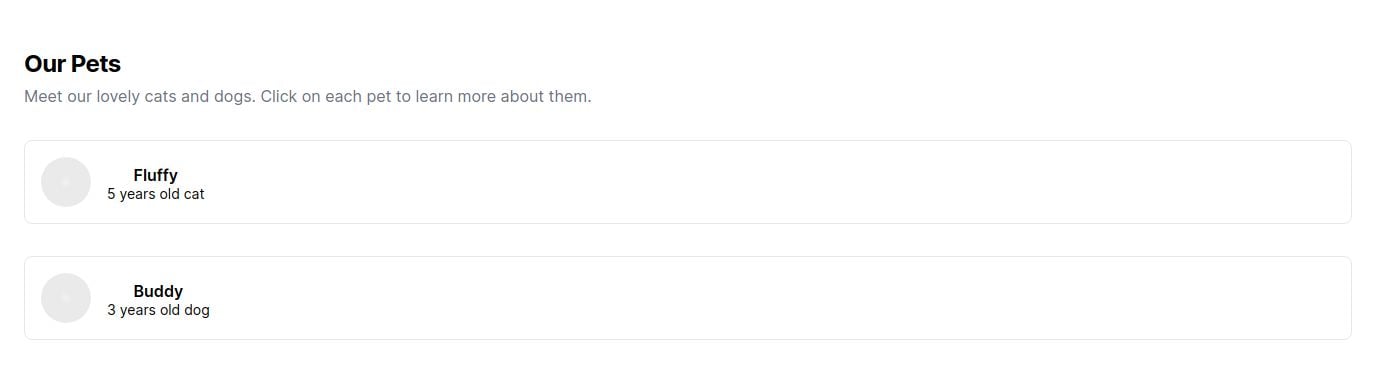 Our Pets
Meet our lovely cats and dogs. Click on each pet to learn more about them.
Fluffy
5 years old cat
Buddy
3 years old dog